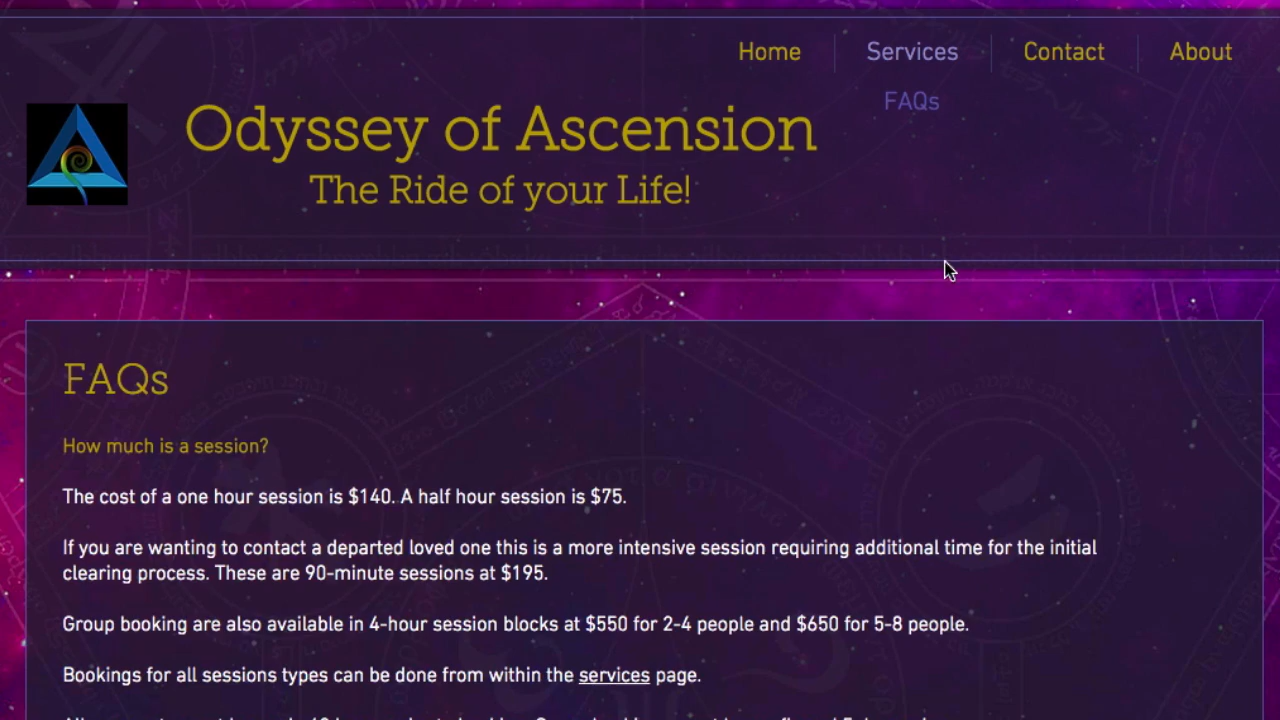 Home Services Contact About
FAQs
Odyssey of Ascension
The Ride of your Life!
FAQs
How much is a session?
The cost of a one hour session is $140. A half hour session is $75.
If you are wanting to contact a departed loved one this is a more intensive session requiring additional time for the initial
clearing process. These are 90-minute sessions at $195.
Group booking are also available in 4-hour session blocks at $550 for 2-4 people and $650 for 5-8 people.
Bookings for all sessions types can be done from within the services page.